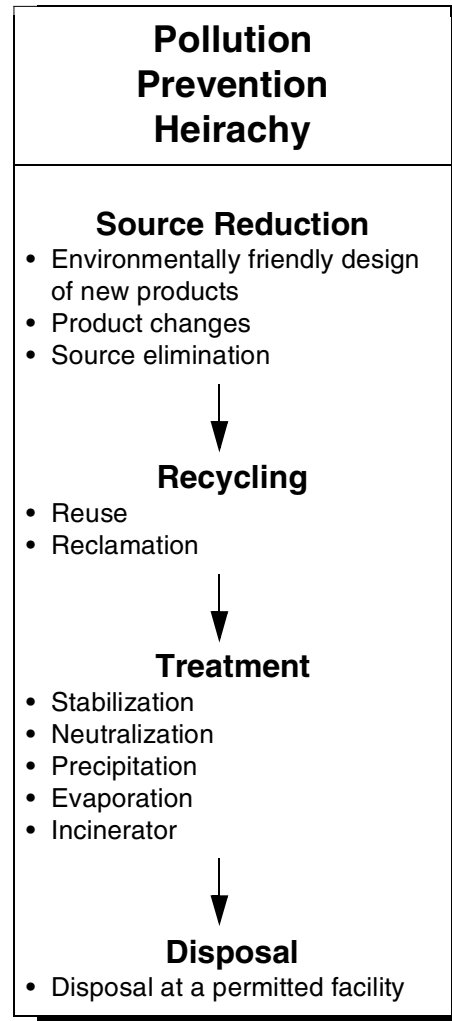 Pollution
Prevention
Heirachy
Source Reduction
• Environmentally friendly design
of new products
• Product changes
• Source elimination
Recycling
• Reuse
• Reclamation
Treatment
• Stabilization
• Neutralization
• Precipitation
• Evaporation
• Incinerator
Disposal
• Disposal at a permitted facility